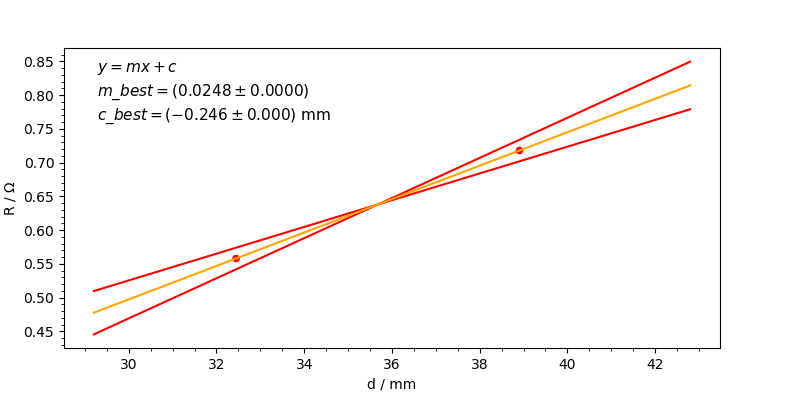 y = mx + c
m_best = (0.0248 ± 0.0000)
c_best = (−0.246 ± 0.000) mm
0.85
0.80
0.75
0.70
0.65
0.60
0.55
0.50
0.45
R / Ω
30 32 34 36 38 40 42
d / mm